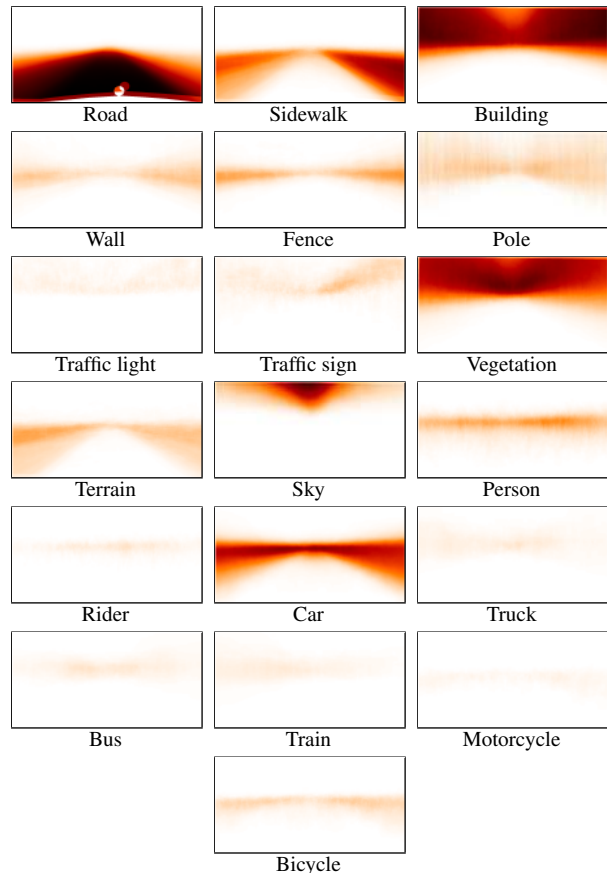 Road Sidewalk Building
Wall Fence Pole
Traffic light Traffic sign Vegetation
Terrain Sky Person
Rider Car Truck
Bus Train Motorcycle
Bicycle